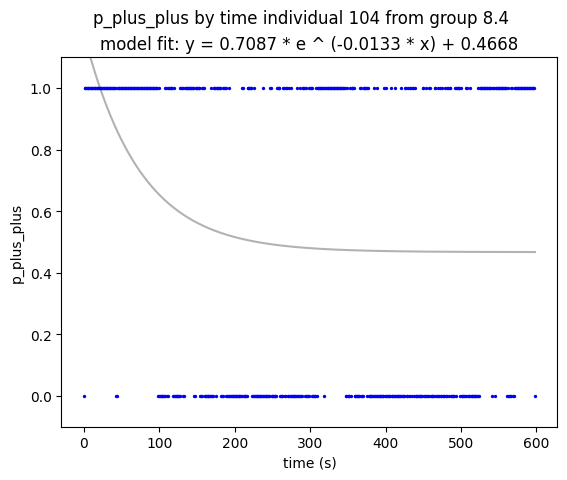 p_plus_plus by time individual 104 from group 8.4
model fit: y = 0.7087 * e ^ (-0.0133 * x) + 0.4668
p_plus_plus
1.0
0.8
0.6
0.4
0.2
0.0
0 100 200 300 400 500 600
time (s)